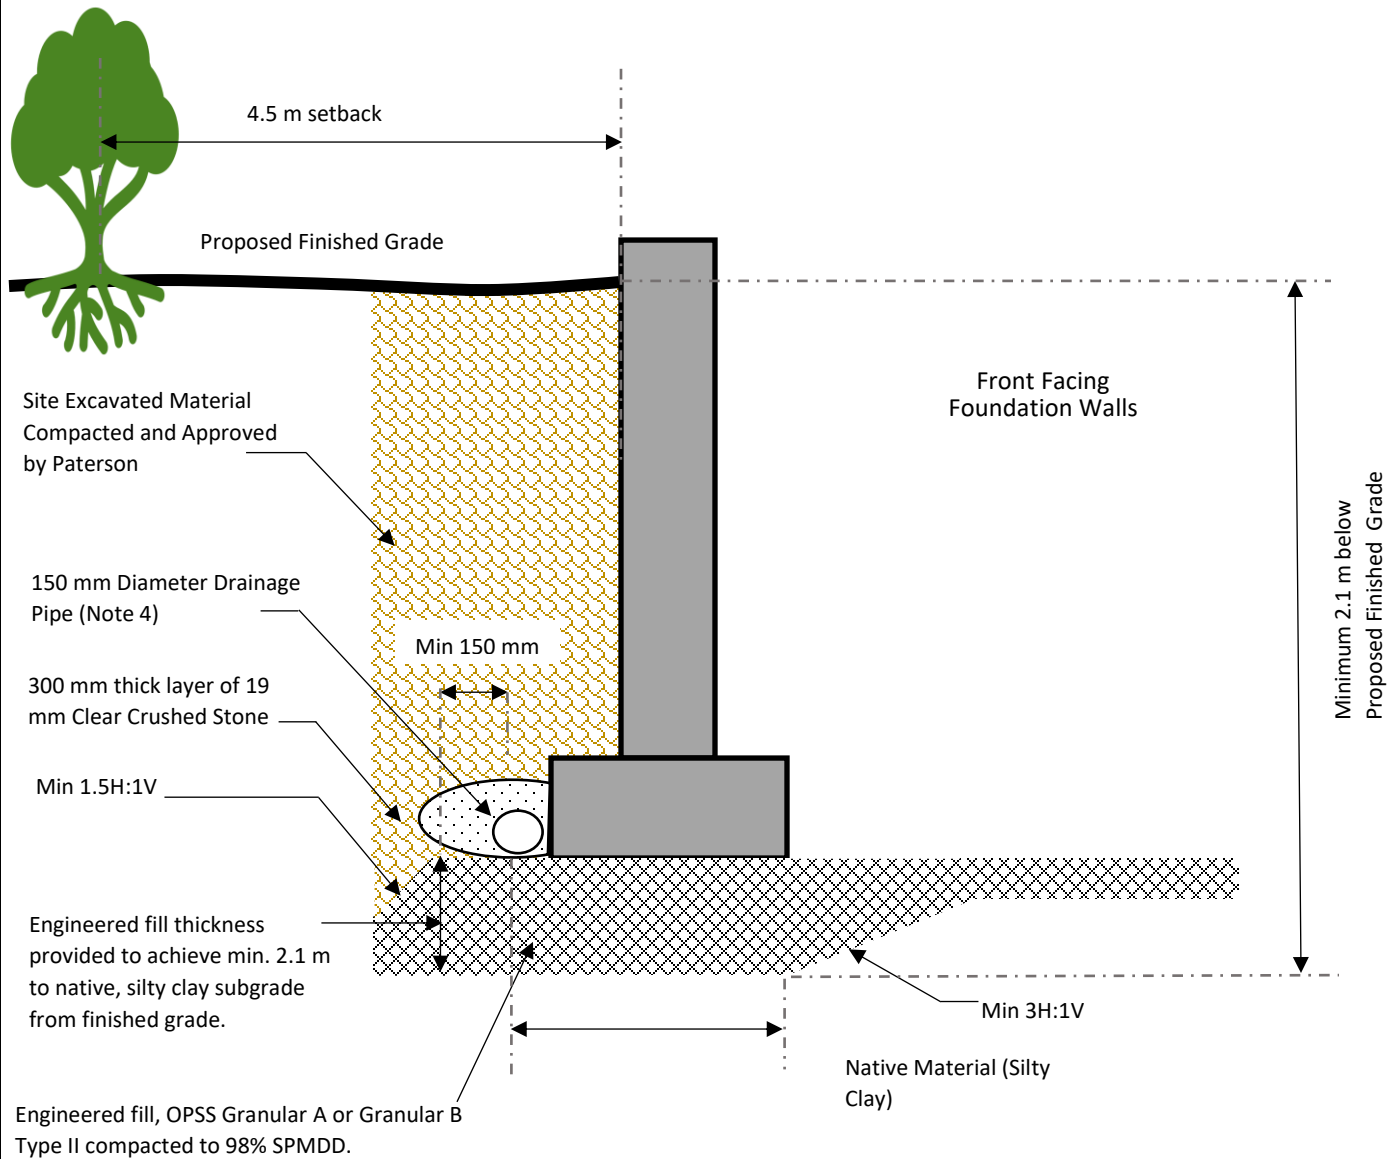 4.5 m setback
Proposed Finished Grade
Front Facing
Foundation Walls
Site Excavated Material
Compacted and Approved
by Paterson
Minimum 2.1 m below
Proposed Finished Grade
150 mm Diameter Drainage
Pipe (Note 4)
Min 150 mm
300 mm thick layer of 19
mm Clear Crushed Stone
Min 1.5H:1V
Engineered fill thickness
provided to achieve min. 2.1 m
to native, silty clay subgrade
from finished grade.
Min 3H:1V
Native Material (Silty
Clay)
Engineered fill, OPSS Granular A or Granular B
Type II compacted to 98% SPMDD.